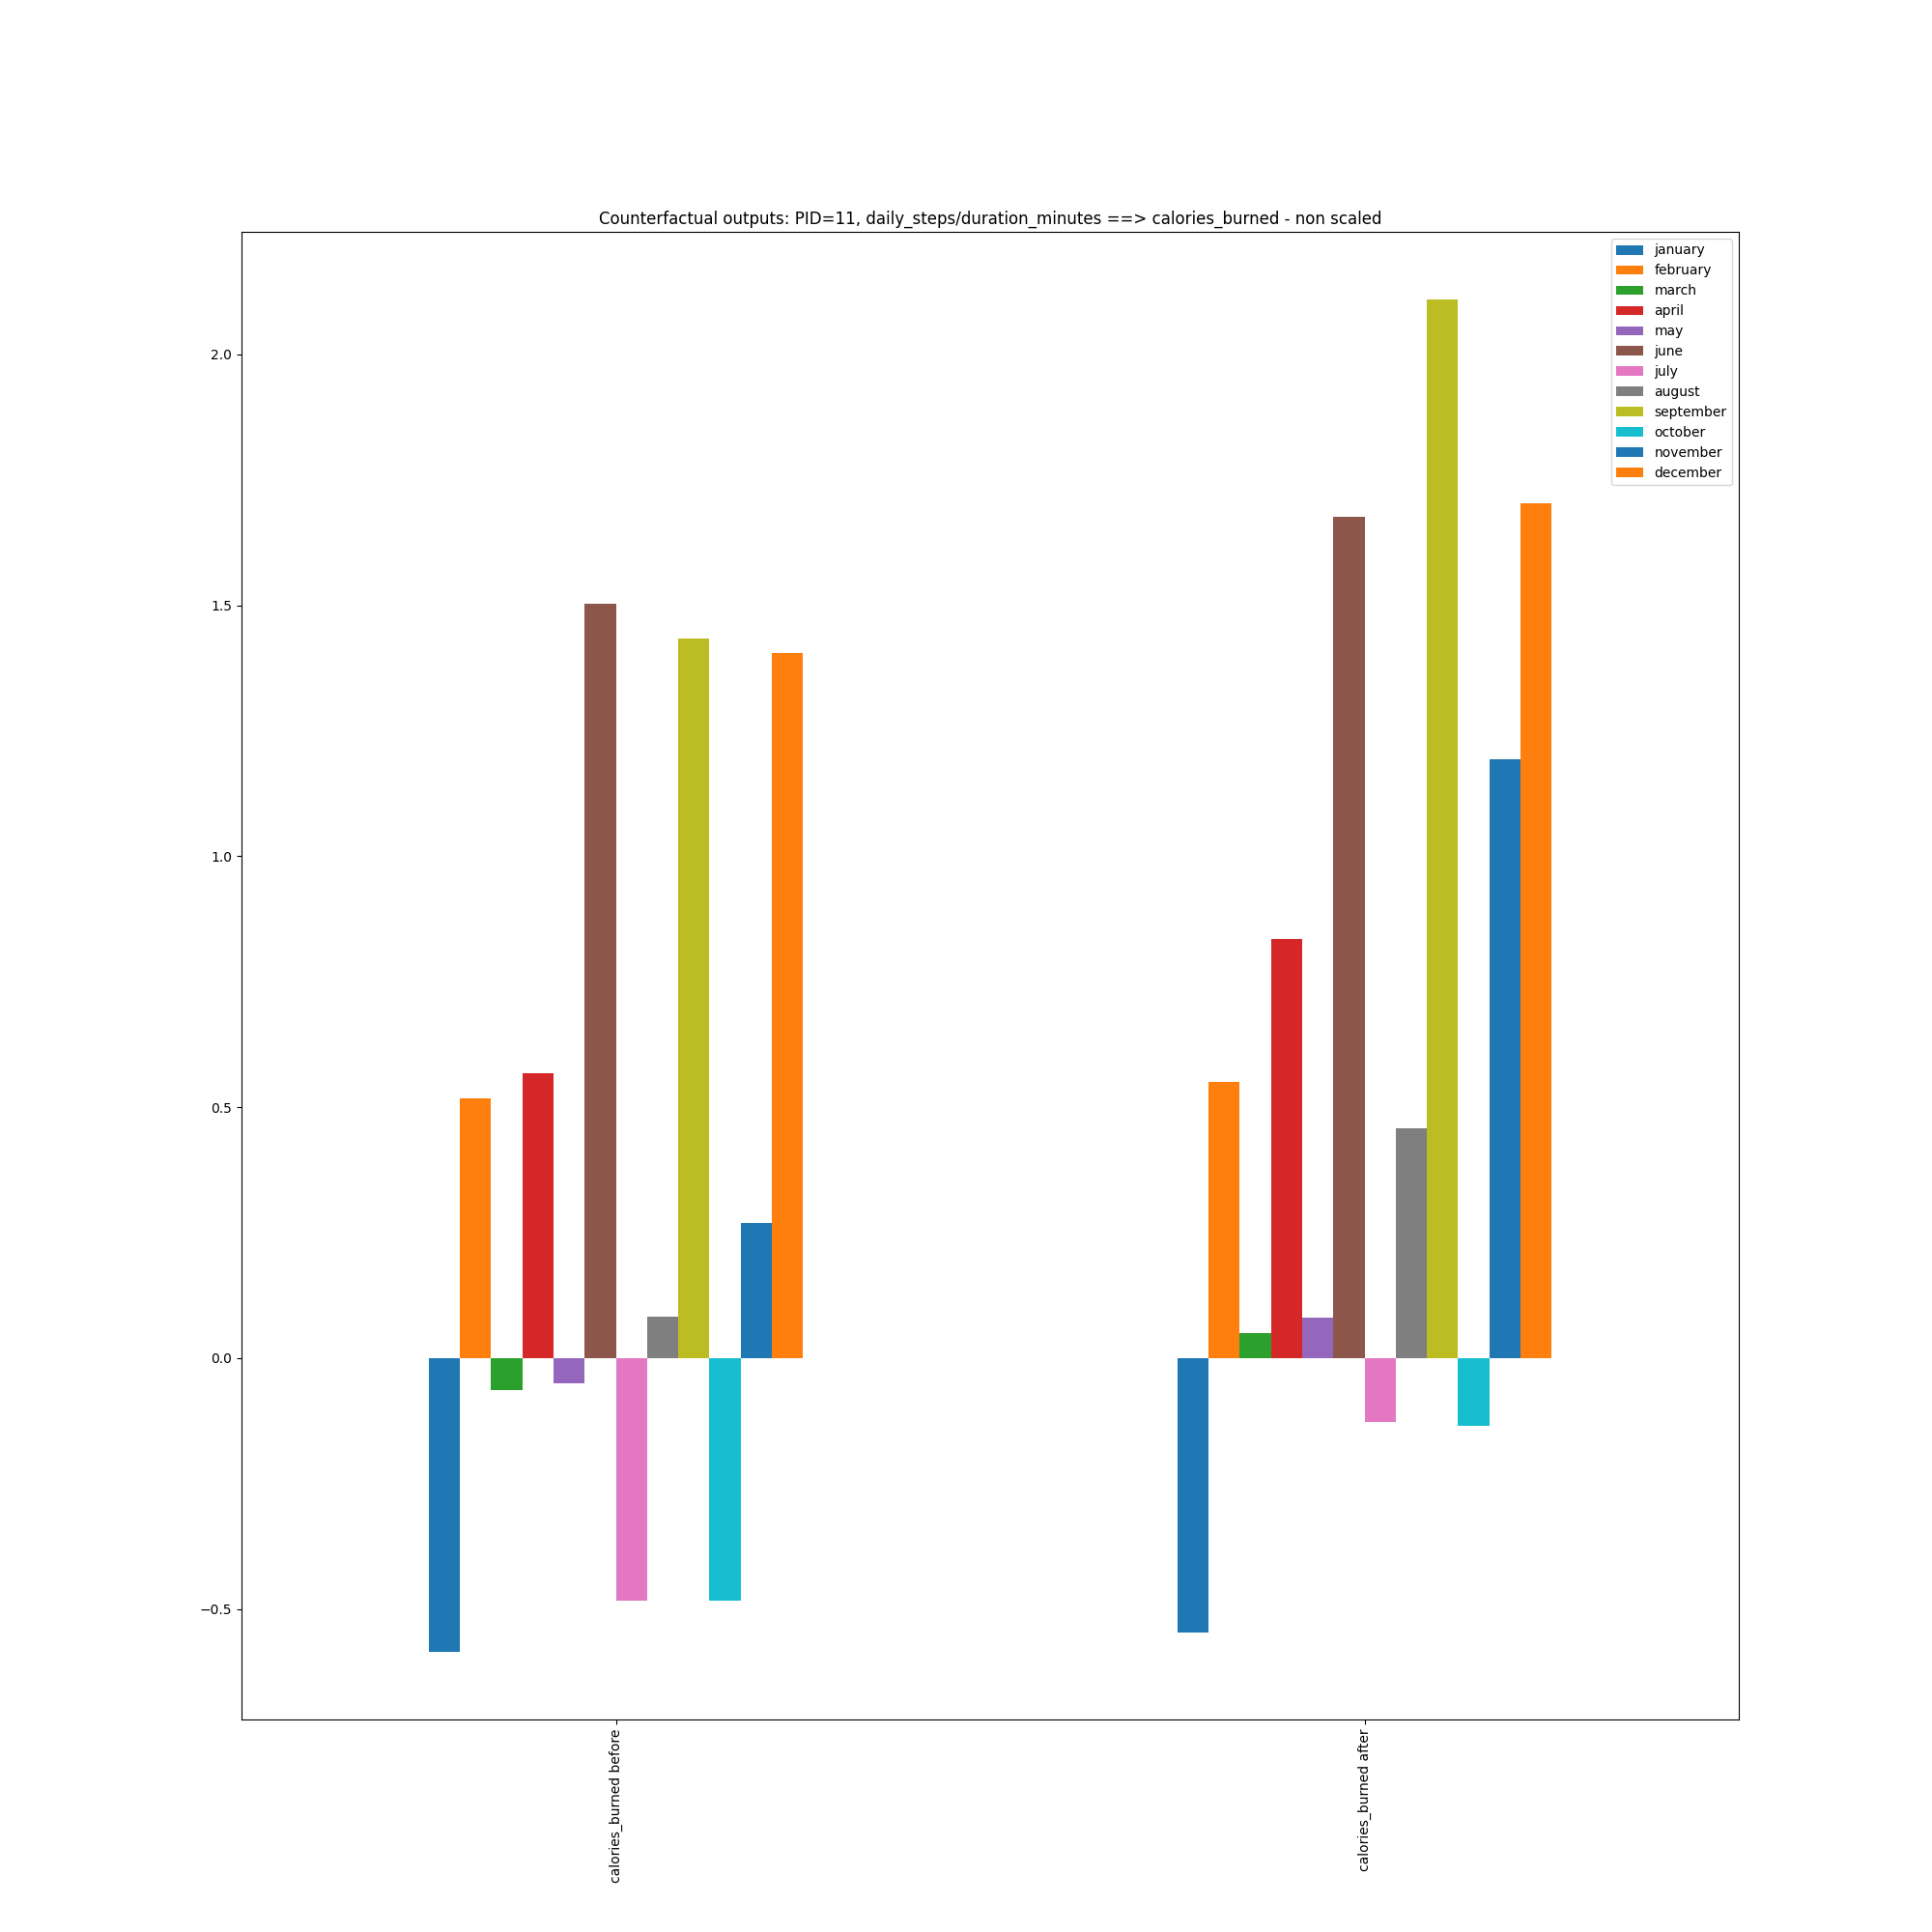 Counterfactual outputs: PID=11, daily_steps/duration_minutes ==> calories_burned - non scaled
january
february
march
april
may
june
july
august
september
october
november
december
2.0
1.5
1.0
0.5
0.0
−0.5
calories_burned before
calories_burned after